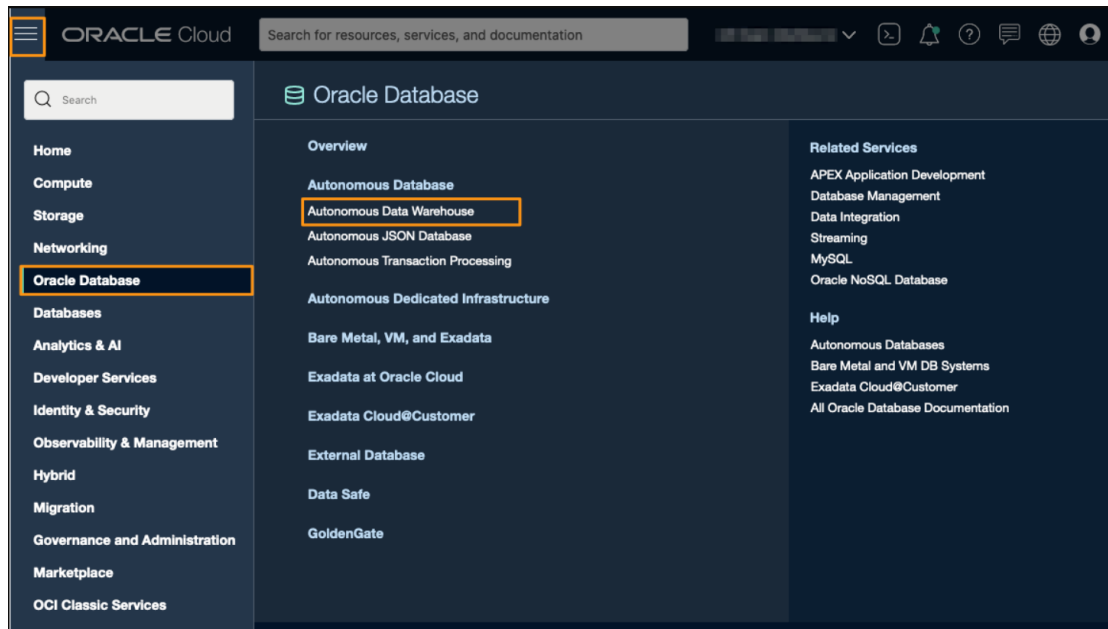 ORACLE Cloud
Search for resources, services, and documentation
Search
Home
Compute
Storage
Networking
Oracle Database
Databases
Analytics & AI
Developer Services
Identity & Security
Observability & Management
Hybrid
Migration
Governance and Administration
Marketplace
OCI Classic Services
Oracle Database
Overview
Autonomous Database
Autonomous Data Warehouse
Autonomous JSON Database
Autonomous Transaction Processing
Autonomous Dedicated Infrastructure
Bare Metal, VM, and Exadata
Exadata at Oracle Cloud
Exadata Cloud@Customer
External Database
Data Safe
GoldenGate
Related Services
APEX Application Development
Database Management
Data Integration
Streaming
MySQL
Oracle NoSQL Database
Help
Autonomous Databases
Bare Metal and VM DB Systems
Exadata Cloud@Customer
All Oracle Database Documentation